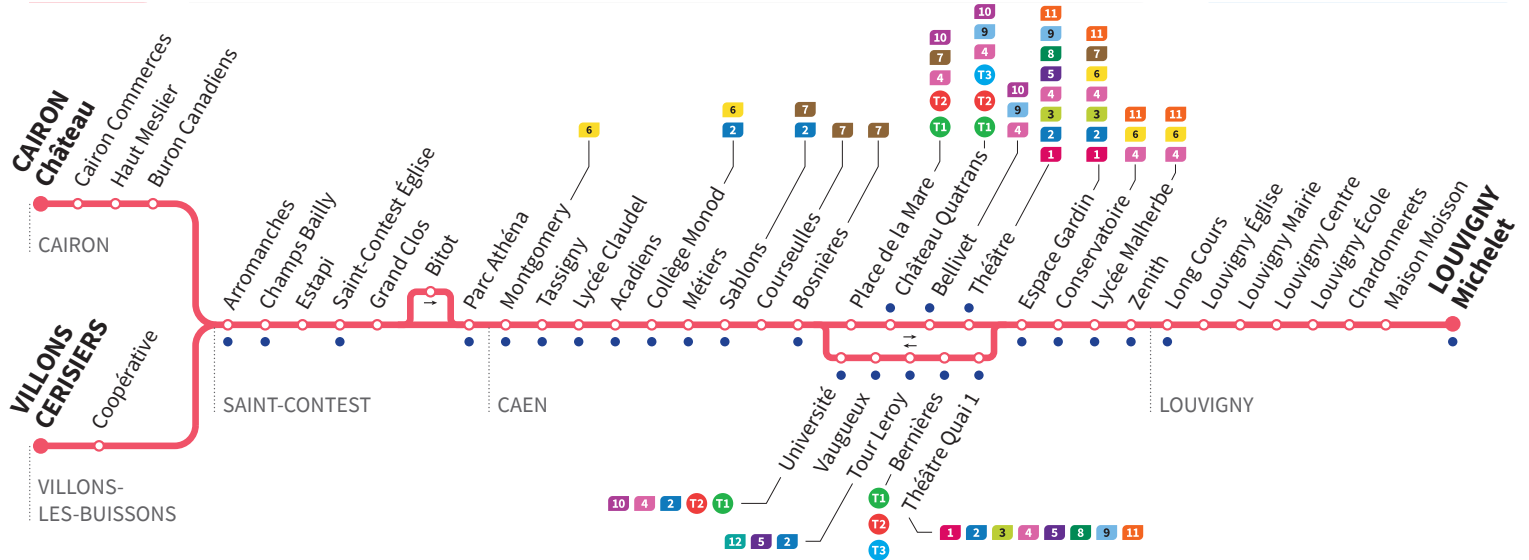 CAIRON
Château
Cairon Commerces
Haut Meslier
Buron Canadiens
CAIRON
VILLONS
CERISIERS
Coopérative
VILLONS-
LES-BUISSONS
Arromanches
Champs Bailly
Estapi
Saint-Contest Église
Grand Clos
Bitot
→
SAINT-CONTEST
Parc Athéna
Montgomery
6
Tassigny
Lycée Claudel
Acadiens
Collège Monod
6
2
Métiers
Sablons
7
2
Courseulles
7
Bosnières
7
CAEN
Place de la Mare
10
7
4
T2
T1
Château Quatrans
10
9
4
T3
T2
T1
Bellivet
10
9
4
Théâtre
11
9
8
5
4
3
2
1
→
←
Université
10 4 2 T2 T1
Vaugueux
Tour Leroy
12 5 2
Bernières
T1
T2
T3
Théâtre Quai 1
1 2 3 4 5 8 9 11
Espace Gardin
11
7
6
4
3
2
1
Conservatoire
11
6
4
Lycée Malherbe
11
6
4
Zenith
Long Cours
Louvigny Église
Louvigny Mairie
Louvigny Centre
Louvigny École
Chardonnerets
Maison Moisson
LOUVIGNY
Michelet
LOUVIGNY